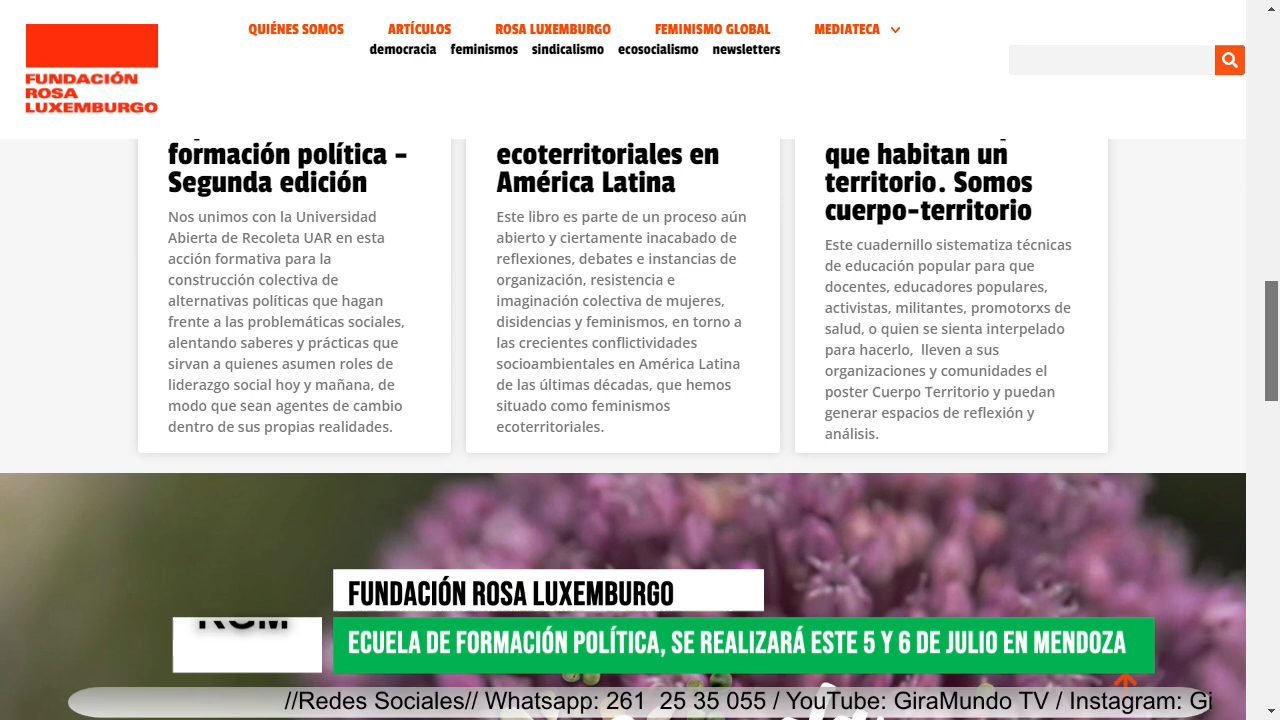 QUIÉNES SOMOS ARTÍCULOS ROSA LUXEMBURGO FEMINISMO GLOBAL MEDIATECA
democracia feminismos sindicalismo ecosocialismo newsletters
FUNDACIÓN
ROSA
LUXEMBURGO
formación política –
Segunda edición
Nos unimos con la Universidad
Abierta de Recoleta UAR en esta
acción formativa para la
construcción colectiva de
alternativas políticas que hagan
frente a las problemáticas sociales,
alentando saberes y prácticas que
sirvan a quienes asumen roles de
liderazgo social hoy y mañana, de
modo que sean agentes de cambio
dentro de sus propias realidades.
ecoterritoriales en
América Latina
Este libro es parte de un proceso aún
abierto y ciertamente inacabado de
reflexiones, debates e instancias de
organización, resistencia e
imaginación colectiva de mujeres,
disidencias y feminismos, en torno a
las crecientes conflictividades
socioambientales en América Latina
de las últimas décadas, que hemos
situado como feminismos
ecoterritoriales.
que habitan un
territorio. Somos
cuerpo-territorio
Este cuadernillo sistematiza técnicas
de educación popular para que
docentes, educadores populares,
activistas, militantes, promotorxs de
salud, o quien se sienta interpelado
para hacerlo, lleven a sus
organizaciones y comunidades el
poster Cuerpo Territorio y puedan
generar espacios de reflexión y
análisis.
FUNDACIÓN ROSA LUXEMBURGO
ECUELA DE FORMACIÓN POLÍTICA, SE REALIZARÁ ESTE 5 Y 6 DE JULIO EN MENDOZA
//Redes Sociales// Whatsapp: 261 25 35 055 / YouTube: GiraMundo TV / Instagram: Gi